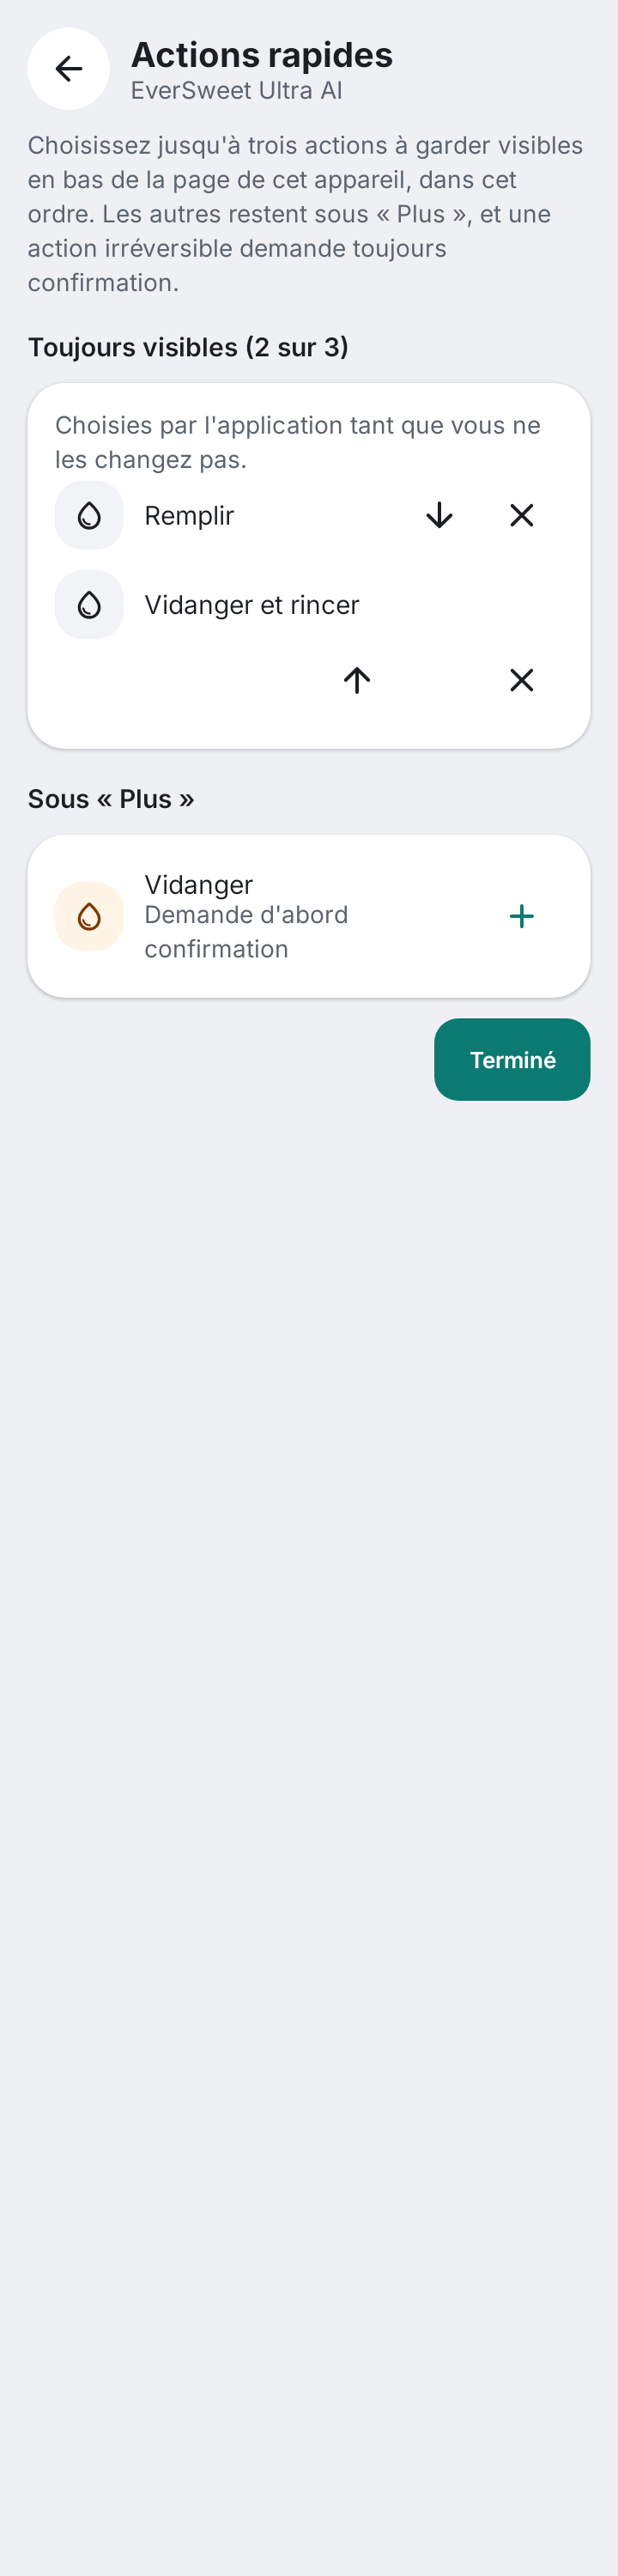 Actions rapides
EverSweet Ultra AI
Choisissez jusqu'à trois actions à garder visibles
en bas de la page de cet appareil, dans cet
ordre. Les autres restent sous « Plus », et une
action irréversible demande toujours
confirmation.
Toujours visibles (2 sur 3)
Choisies par l'application tant que vous ne
les changez pas.
Remplir
Vidanger et rincer
Sous « Plus »
Vidanger
Demande d'abord
confirmation
Terminé